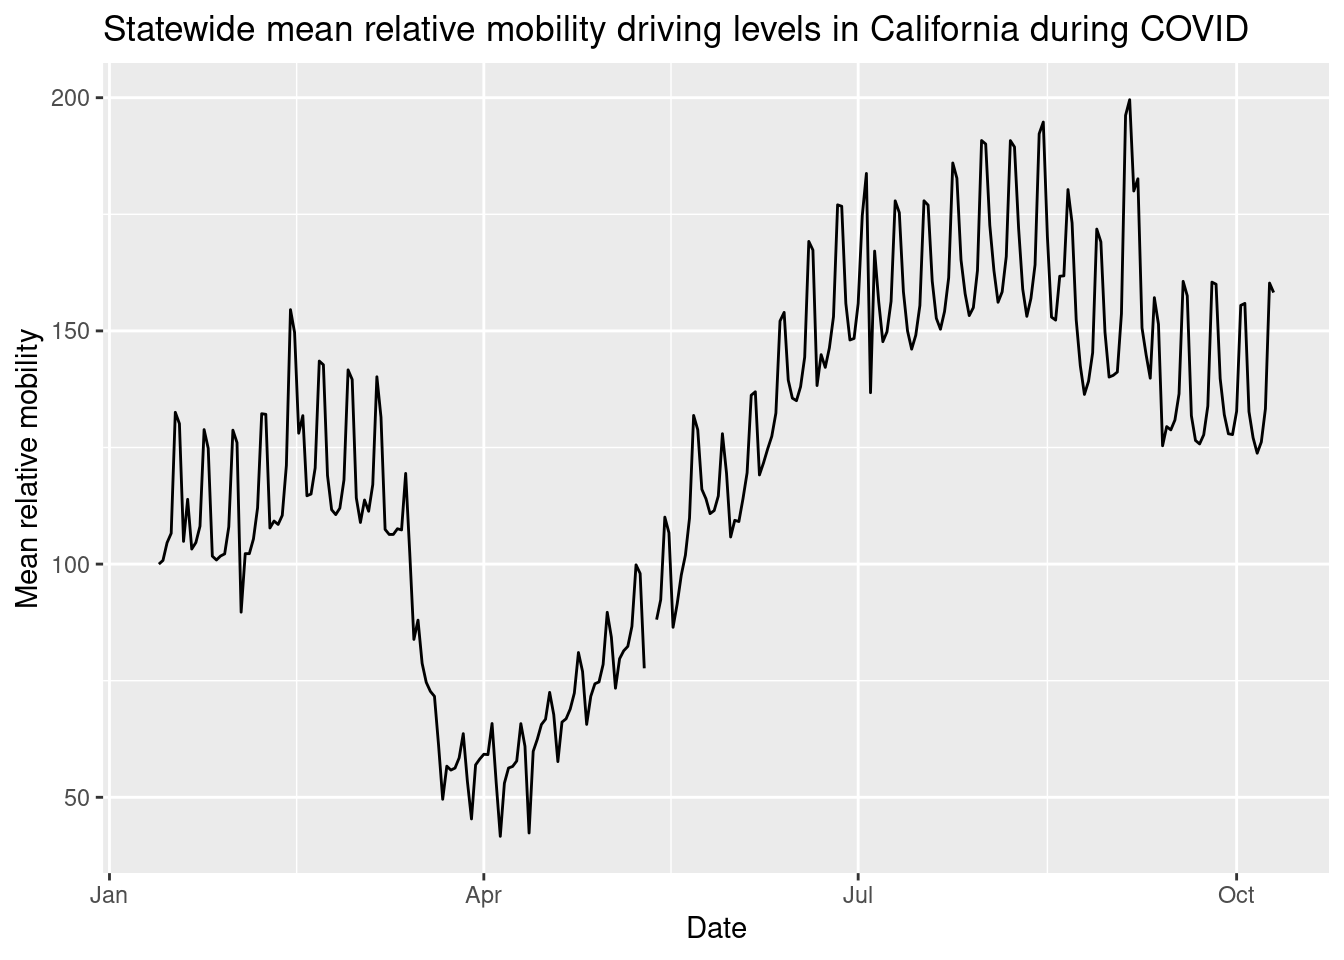 Statewide mean relative mobility driving levels in California during COVID
Mean relative mobility
200
150
100
50
Jan
Apr
Jul
Oct
Date